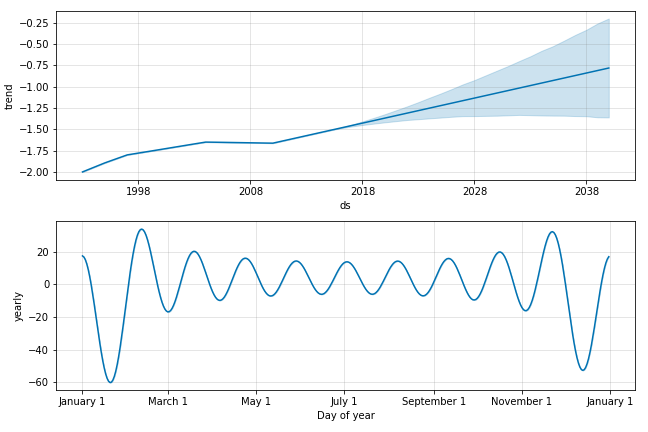 −0.25
−0.50
−0.75
−1.00
−1.25
−1.50
−1.75
−2.00
trend
1998 2008 2018 2028 2038
ds
20
0
−20
−40
−60
yearly
January 1 March 1 May 1 July 1 September 1 November 1 January 1
Day of year